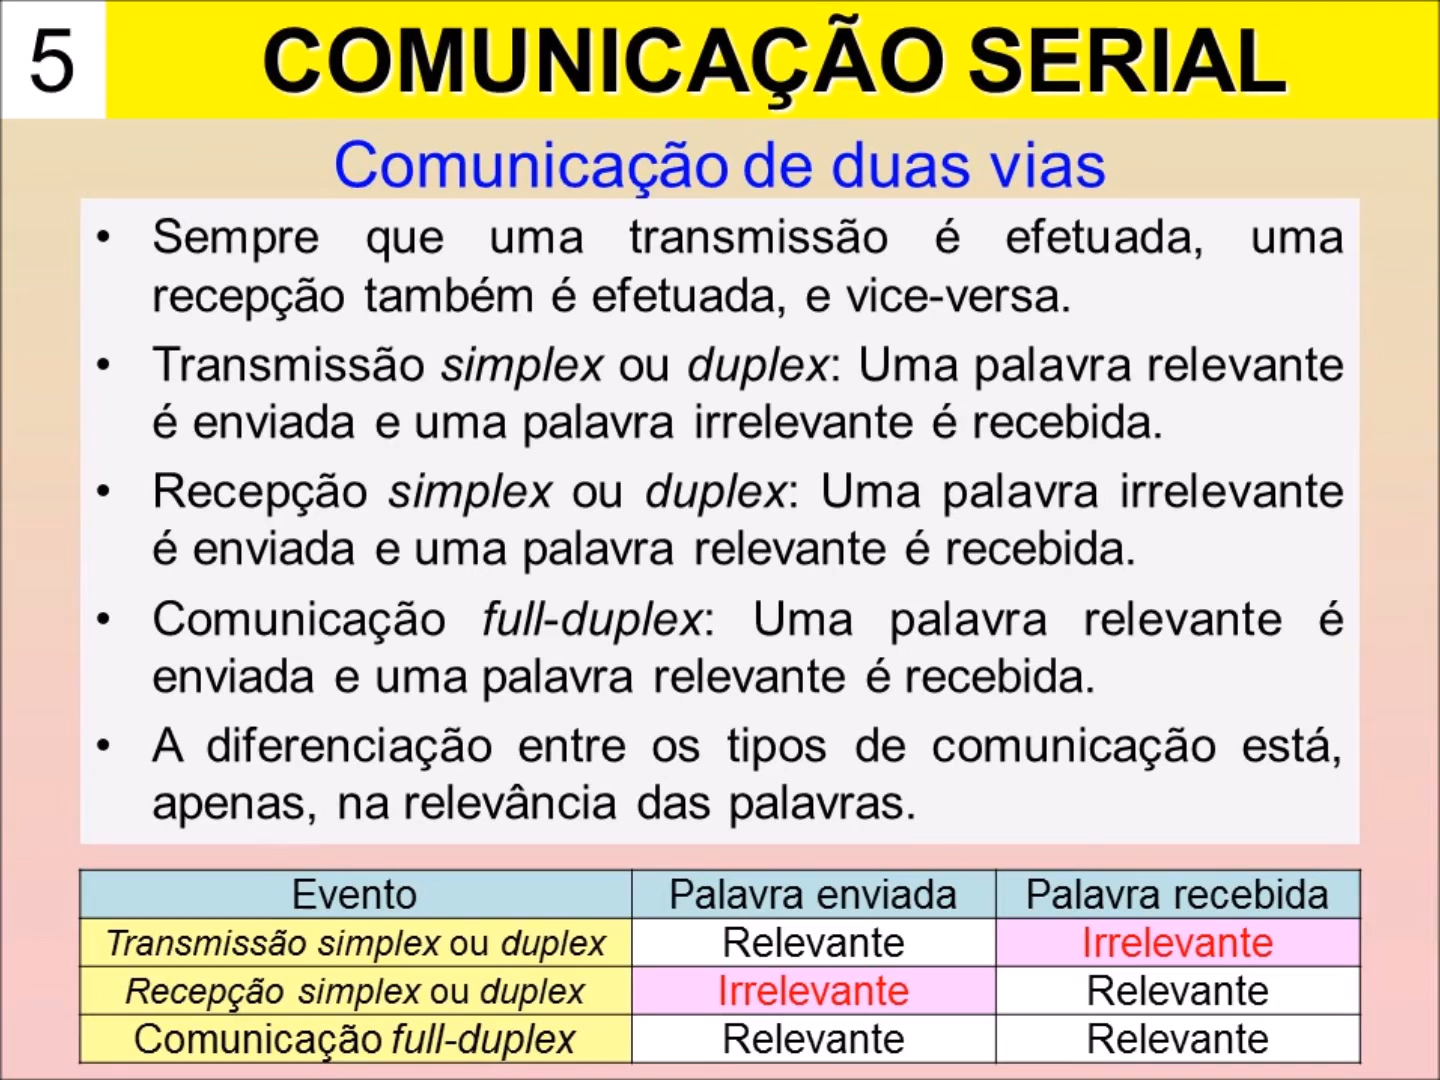 5
COMUNICAÇÃO SERIAL
Comunicação de duas vias
• Sempre que uma transmissão é efetuada, uma
recepção também é efetuada, e vice-versa.
• Transmissão simplex ou duplex: Uma palavra relevante
é enviada e uma palavra irrelevante é recebida.
• Recepção simplex ou duplex: Uma palavra irrelevante
é enviada e uma palavra relevante é recebida.
• Comunicação full-duplex: Uma palavra relevante é
enviada e uma palavra relevante é recebida.
• A diferenciação entre os tipos de comunicação está,
apenas, na relevância das palavras.
Evento Palavra enviada Palavra recebida
Transmissão simplex ou duplex Relevante Irrelevante
Recepção simplex ou duplex Irrelevante Relevante
Comunicação full-duplex Relevante Relevante